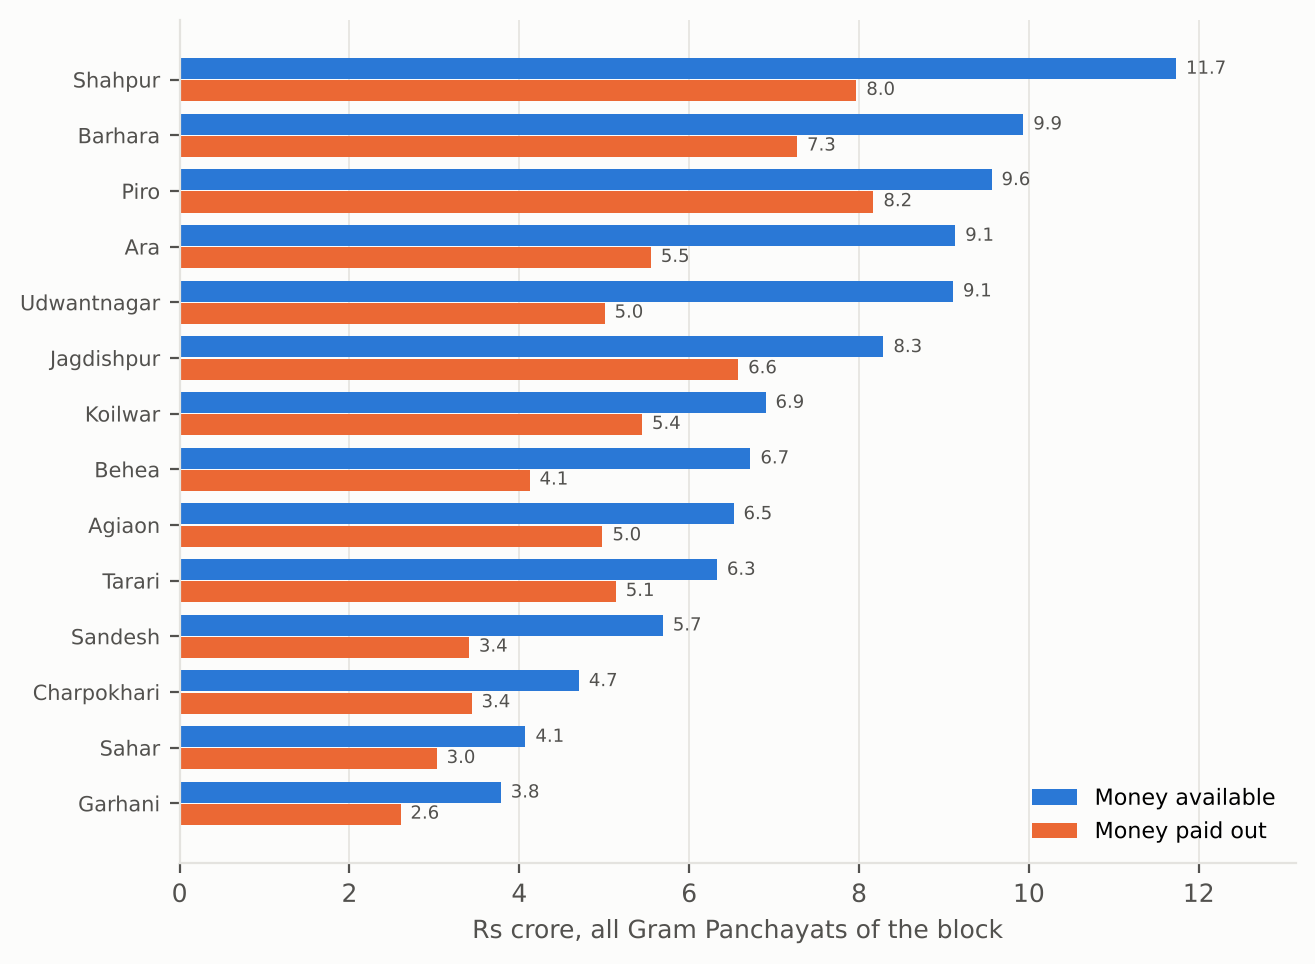 Shahpur 11.7
8.0
Barhara 9.9
7.3
Piro 9.6
8.2
Ara 9.1
5.5
Udwantnagar 9.1
5.0
Jagdishpur 8.3
6.6
Koilwar 6.9
5.4
Behea 6.7
4.1
Agiaon 6.5
5.0
Tarari 6.3
5.1
Sandesh 5.7
3.4
Charpokhari 4.7
3.4
Sahar 4.1
3.0
Garhani 3.8
2.6
Money available
Money paid out
0 2 4 6 8 10 12
Rs crore, all Gram Panchayats of the block